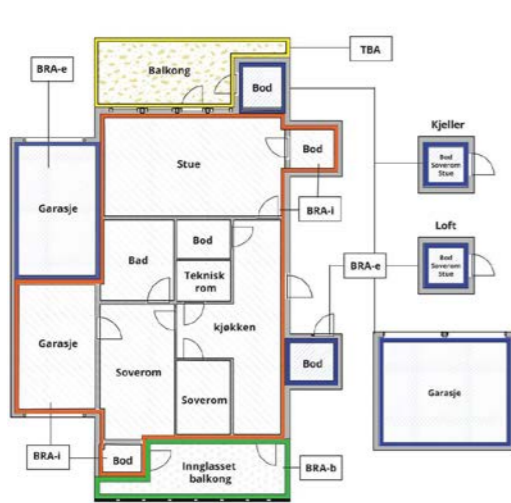 TBA
BRA-e
Balkong
Bod
Kjeller
Bod
Soverom
Stue
Stue
Bod
Garasje
BRA-i
Loft
Bod
Soverom
Stue
Bad
Bod
Teknisk
rom
BRA-e
kjøkken
Garasje
Soverom
Soverom
Bod
Garasje
BRA-i
Bod
Innglasset
balkong
BRA-b